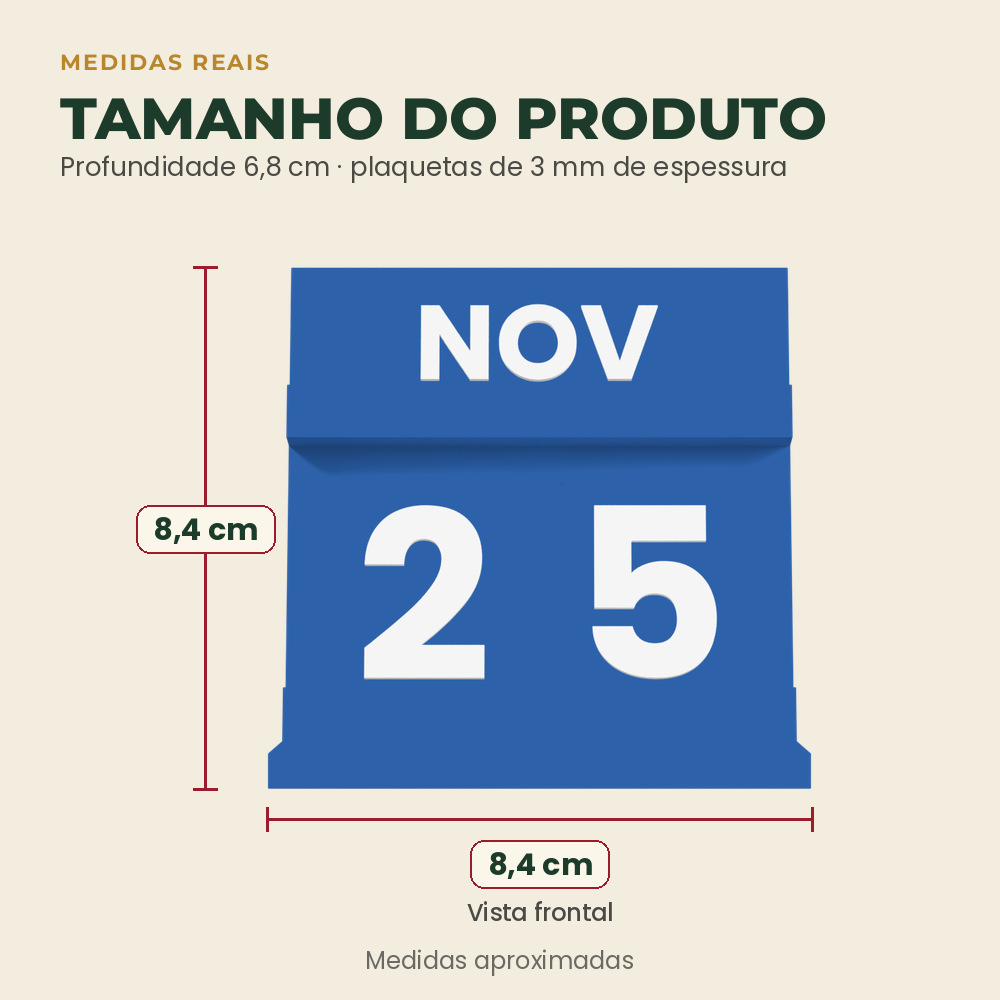 MEDIDAS REAIS
TAMANHO DO PRODUTO
Profundidade 6,8 cm · plaquetas de 3 mm de espessura
NOV
2 5
8,4 cm
8,4 cm
Vista frontal
Medidas aproximadas